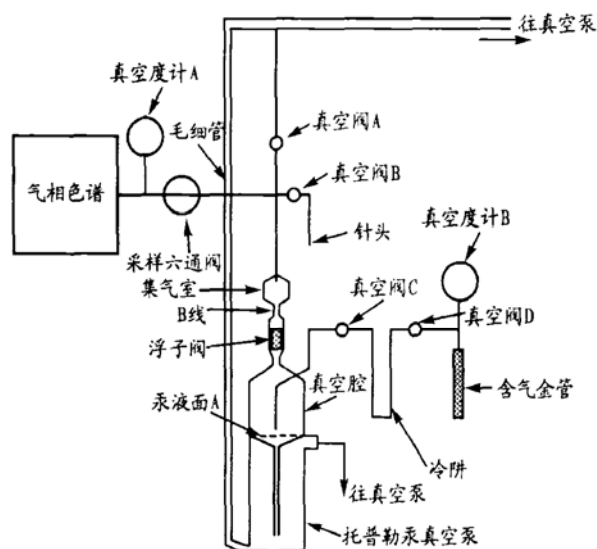 往真空泵
真空度计A
毛细管
真空阀A
气相色谱
真空阀B
真空度计B
针头
采样六通阀
集气室
真空阀C
B线
真空阀D
浮子阀
真空腔
汞液面A
含气金管
冷阱
往真空泵
托普勒汞真空泵